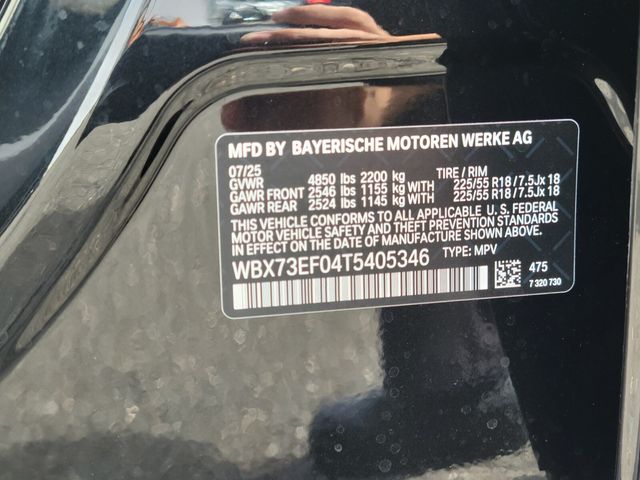 MFD BY BAYERISCHE MOTOREN WERKE AG
07/25 TIRE / RIM
GVWR 4850 lbs 2200 kg
GAWR FRONT 2546 lbs 1155 kg WITH 225/55 R18 / 7.5Jx 18
GAWR REAR 2524 lbs 1145 kg WITH 225/55 R18 / 7.5Jx 18
THIS VEHICLE CONFORMS TO ALL APPLICABLE U. S. FEDERAL
MOTOR VEHICLE SAFETY AND THEFT PREVENTION STANDARDS
IN EFFECT ON THE DATE OF MANUFACTURE SHOWN ABOVE.
WBX73EF04T5405346 TYPE: MPV
475
7 320 730